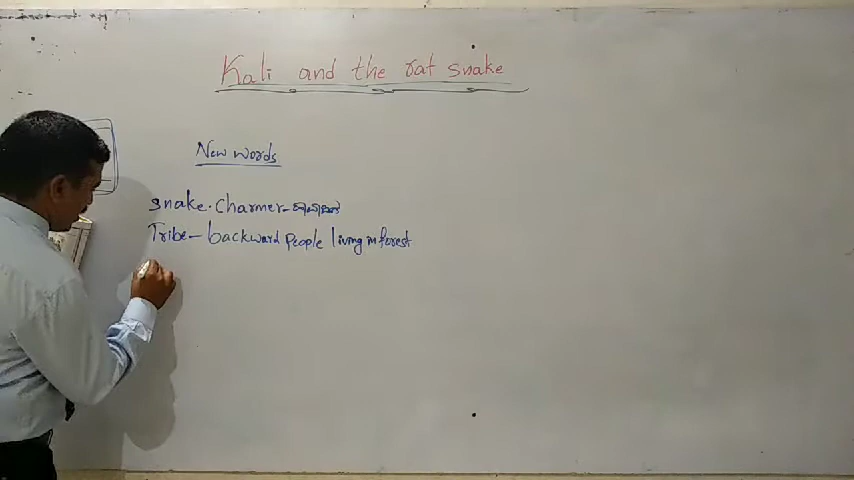 Kali and the rat snake
New words
snake-charmer-
Tribe- backward people living in forest